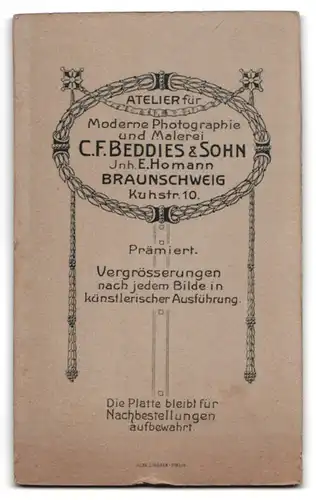 ATELIER für
Moderne Photographie
und Malerei
C.F. BEDDIES & SOHN
Jnh. E. Homann
BRAUNSCHWEIG
Kuhstr. 10.
Prämiert.
Vergrösserungen
nach jedem Bilde in
künstlerischer Ausführung.
Die Platte bleibt für
Nachbestellungen
aufbewahrt